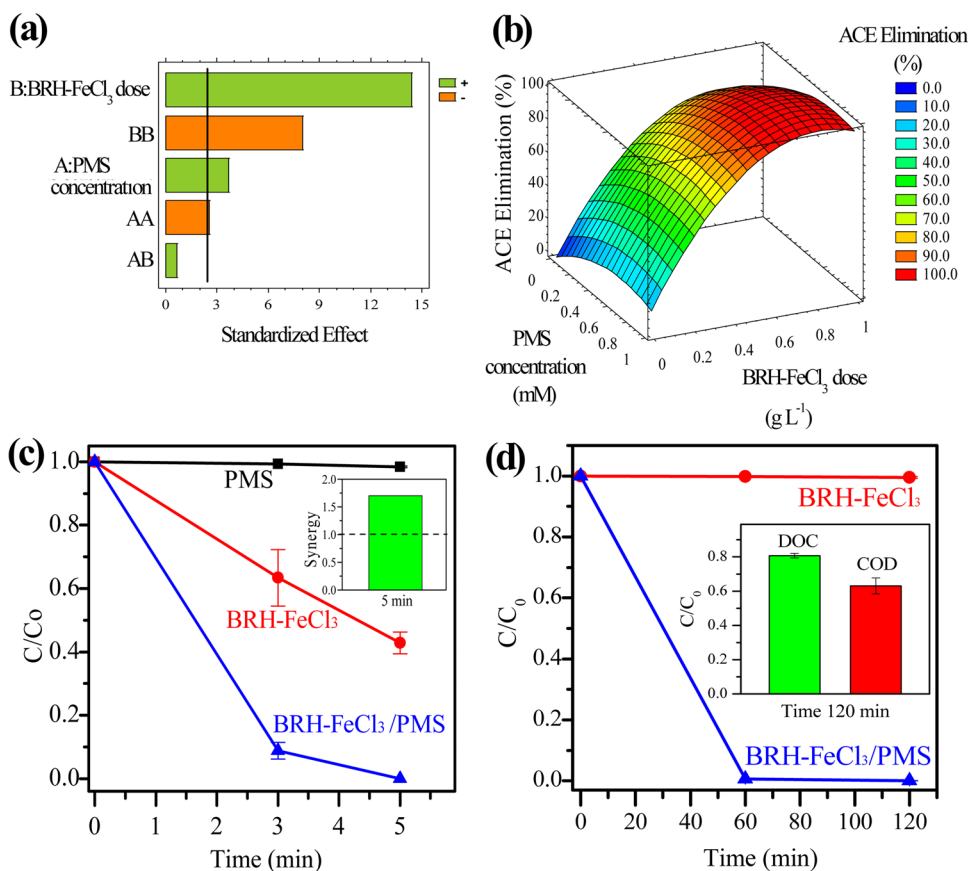 (a)
B:BRH-FeCl₃ dose
BB
A:PMS
concentration
AA
AB
+
-
0 3 6 9 12 15
Standardized Effect
(b)
ACE Elimination
(%)
0.0
10.0
20.0
30.0
40.0
50.0
60.0
70.0
80.0
90.0
100.0
ACE Elimination (%)
100
80
60
40
20
0
0 0.2 0.4 0.6 0.8 1
PMS
concentration
(mM)
0 0.2 0.4 0.6 0.8 1
BRH-FeCl₃ dose
(g L⁻¹)
(c)
C/Co
1.0
0.8
0.6
0.4
0.2
0.0
PMS
BRH-FeCl₃
BRH-FeCl₃ /PMS
Synergy
2.0
1.5
1.0
0.5
0.0
5 min
0 1 2 3 4 5
Time (min)
(d)
C/C₀
1.0
0.8
0.6
0.4
0.2
0.0
BRH-FeCl₃
C/C₀
0.8
0.6
0.4
0.2
0.0
DOC
COD
Time 120 min
BRH-FeCl₃/PMS
0 20 40 60 80 100 120
Time (min)